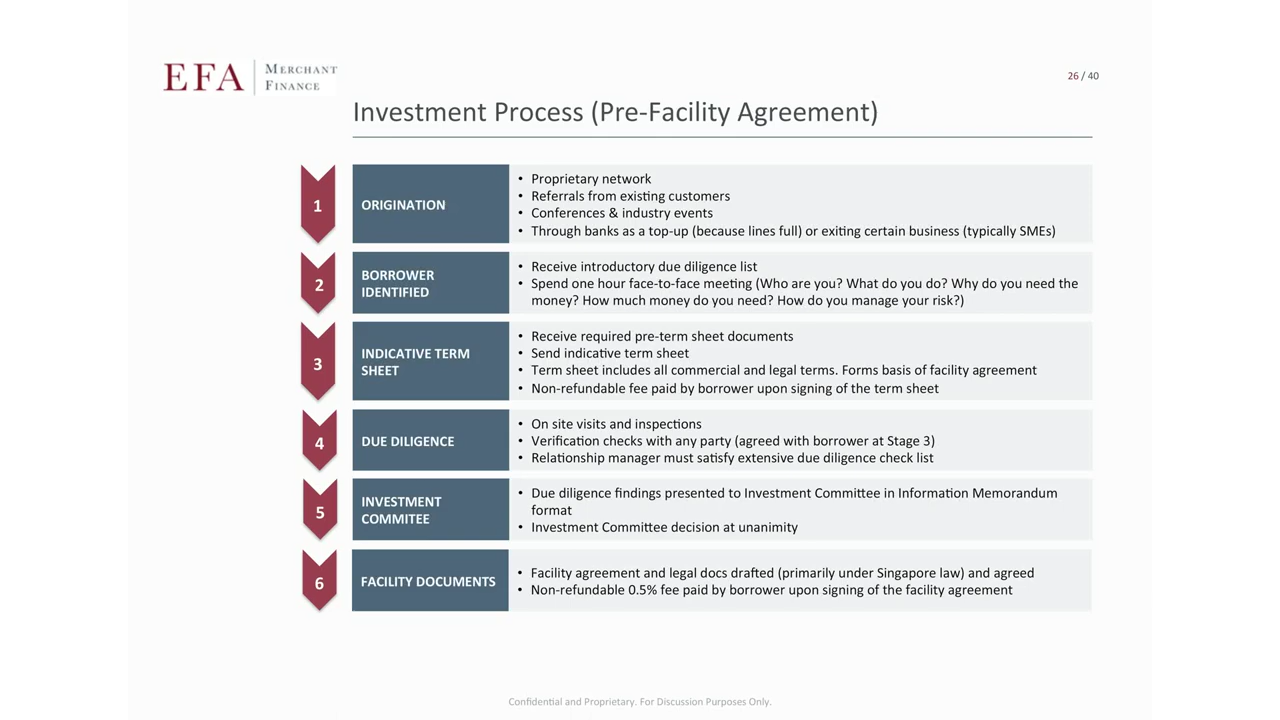 EFA MERCHANT
FINANCE
26 / 40
Investment Process (Pre-Facility Agreement)
1
ORIGINATION
• Proprietary network
• Referrals from existing customers
• Conferences & industry events
• Through banks as a top-up (because lines full) or exiting certain business (typically SMEs)
2
BORROWER
IDENTIFIED
• Receive introductory due diligence list
• Spend one hour face-to-face meeting (Who are you? What do you do? Why do you need the
money? How much money do you need? How do you manage your risk?)
3
INDICATIVE TERM
SHEET
• Receive required pre-term sheet documents
• Send indicative term sheet
• Term sheet includes all commercial and legal terms. Forms basis of facility agreement
• Non-refundable fee paid by borrower upon signing of the term sheet
4
DUE DILIGENCE
• On site visits and inspections
• Verification checks with any party (agreed with borrower at Stage 3)
• Relationship manager must satisfy extensive due diligence check list
5
INVESTMENT
COMMITEE
• Due diligence findings presented to Investment Committee in Information Memorandum
format
• Investment Committee decision at unanimity
6
FACILITY DOCUMENTS
• Facility agreement and legal docs drafted (primarily under Singapore law) and agreed
• Non-refundable 0.5% fee paid by borrower upon signing of the facility agreement
Confidential and Proprietary. For Discussion Purposes Only.